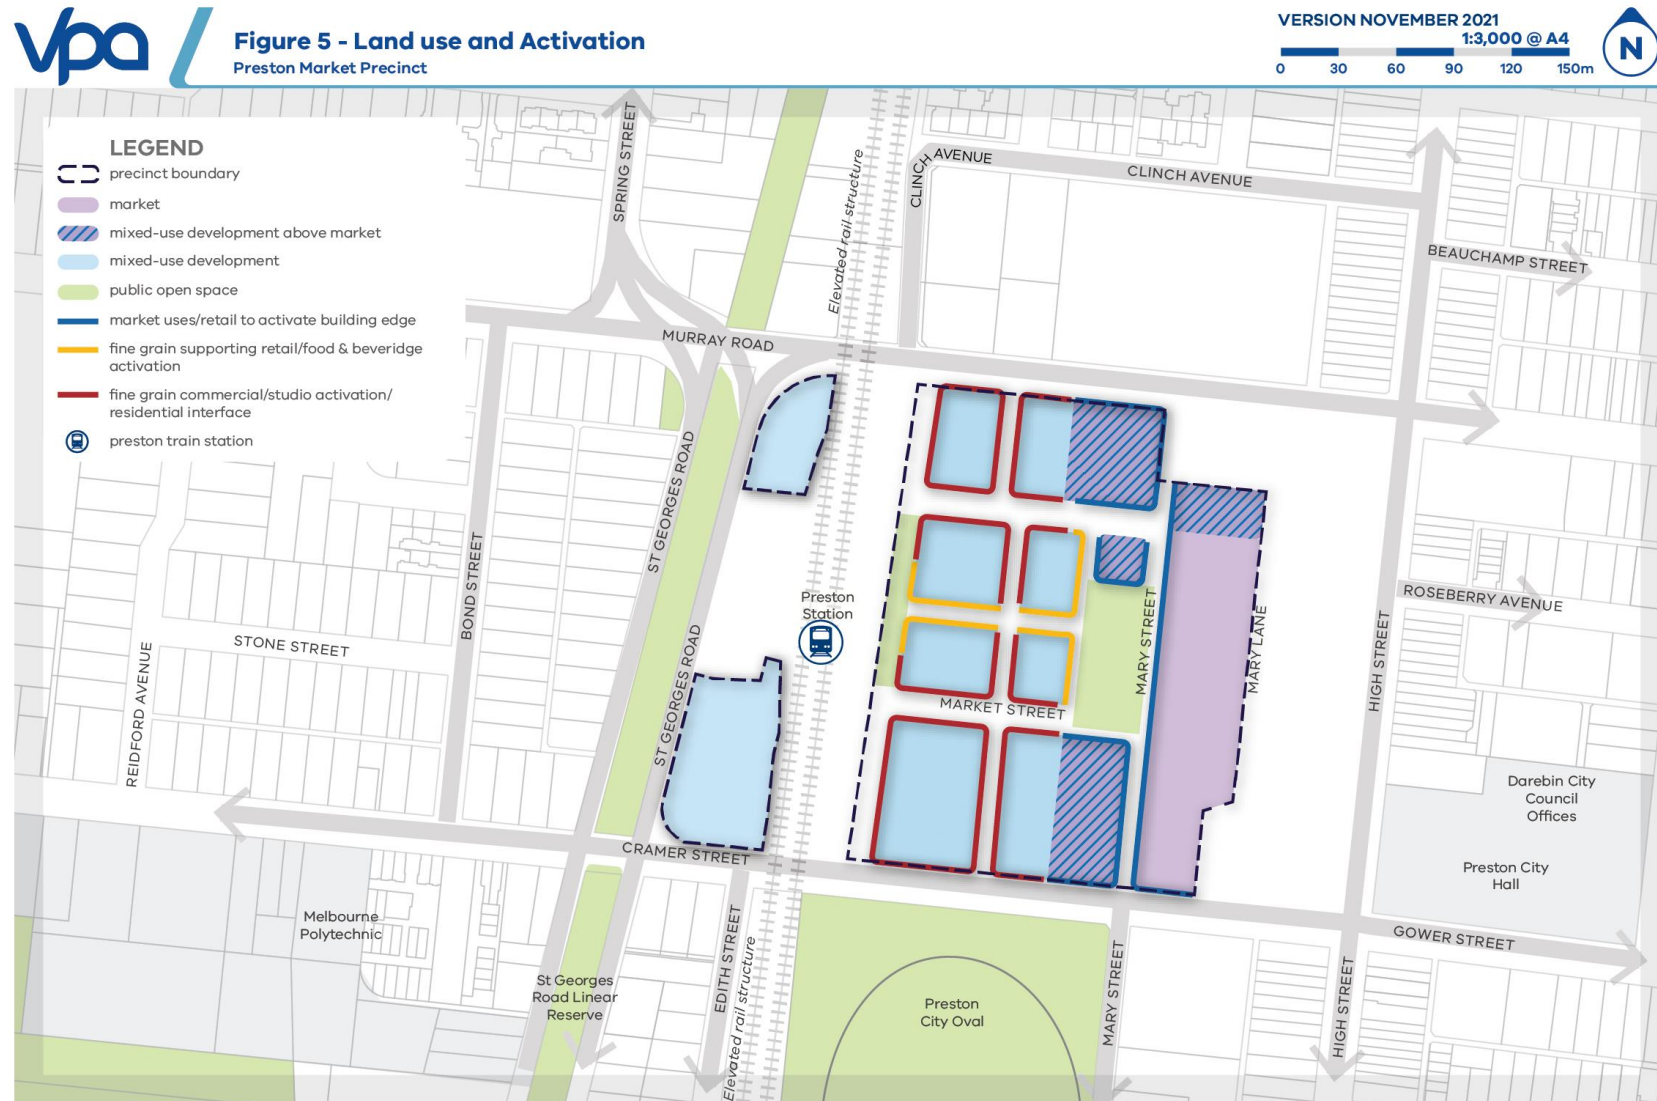 vpa
Figure 5 - Land use and Activation
Preston Market Precinct
VERSION NOVEMBER 2021
1:3,000 @ A4
0 30 60 90 120 150m
N
LEGEND
precinct boundary
market
mixed-use development above market
mixed-use development
public open space
market uses/retail to activate building edge
fine grain supporting retail/food & beveridge
activation
fine grain commercial/studio activation/
residential interface
preston train station
SPRING STREET
Elevated rail structure
CLINCH AVENUE
CLINCH AVENUE
BEAUCHAMP STREET
MURRAY ROAD
ST GEORGES ROAD
BOND STREET
Preston
Station
ROSEBERRY AVENUE
STONE STREET
REIDFORD AVENUE
ST GEORGES ROAD
MARY STREET
MARY LANE
HIGH STREET
MARKET STREET
Darebin City
Council
Offices
CRAMER STREET
Preston City
Hall
Melbourne
Polytechnic
GOWER STREET
St Georges
Road Linear
Reserve
EDITH STREET
Elevated rail structure
Preston
City Oval
MARY STREET
HIGH STREET